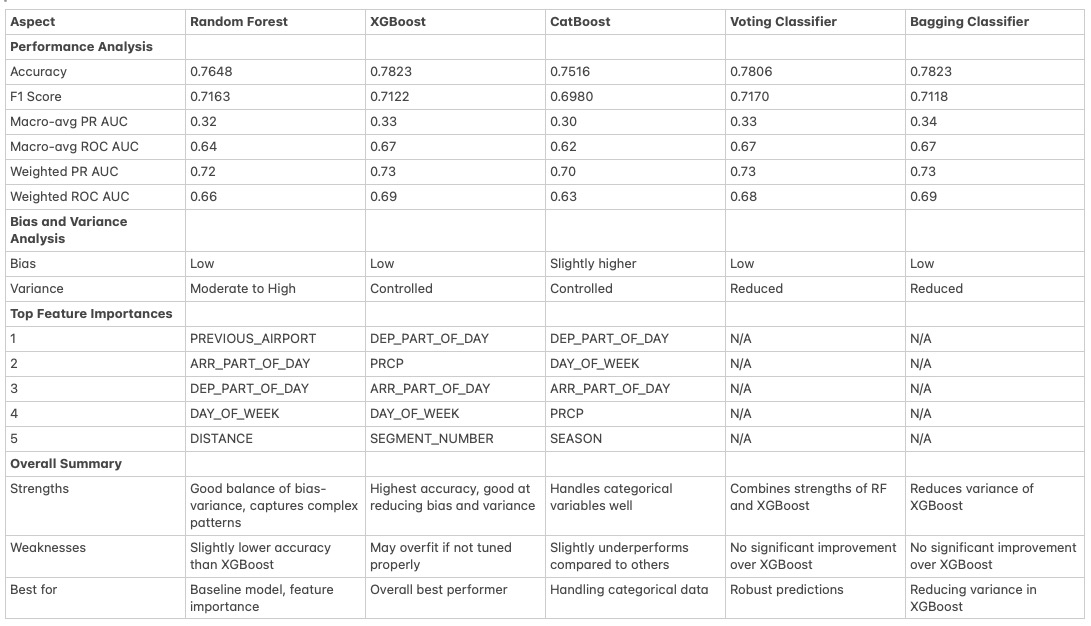 Aspect Random Forest XGBoost CatBoost Voting Classifier Bagging Classifier
Performance Analysis
Accuracy 0.7648 0.7823 0.7516 0.7806 0.7823
F1 Score 0.7163 0.7122 0.6980 0.7170 0.7118
Macro-avg PR AUC 0.32 0.33 0.30 0.33 0.34
Macro-avg ROC AUC 0.64 0.67 0.62 0.67 0.67
Weighted PR AUC 0.72 0.73 0.70 0.73 0.73
Weighted ROC AUC 0.66 0.69 0.63 0.68 0.69
Bias and Variance
Analysis
Bias Low Low Slightly higher Low Low
Variance Moderate to High Controlled Controlled Reduced Reduced
Top Feature Importances
1 PREVIOUS_AIRPORT DEP_PART_OF_DAY DEP_PART_OF_DAY N/A N/A
2 ARR_PART_OF_DAY PRCP DAY_OF_WEEK N/A N/A
3 DEP_PART_OF_DAY ARR_PART_OF_DAY ARR_PART_OF_DAY N/A N/A
4 DAY_OF_WEEK DAY_OF_WEEK PRCP N/A N/A
5 DISTANCE SEGMENT_NUMBER SEASON N/A N/A
Overall Summary
Strengths Good balance of bias- Highest accuracy, good at Handles categorical Combines strengths of RF Reduces variance of
variance, captures complex reducing bias and variance variables well and XGBoost XGBoost
patterns
Weaknesses Slightly lower accuracy May overfit if not tuned Slightly underperforms No significant improvement No significant improvement
than XGBoost properly compared to others over XGBoost over XGBoost
Best for Baseline model, feature Overall best performer Handling categorical data Robust predictions Reducing variance in
importance XGBoost